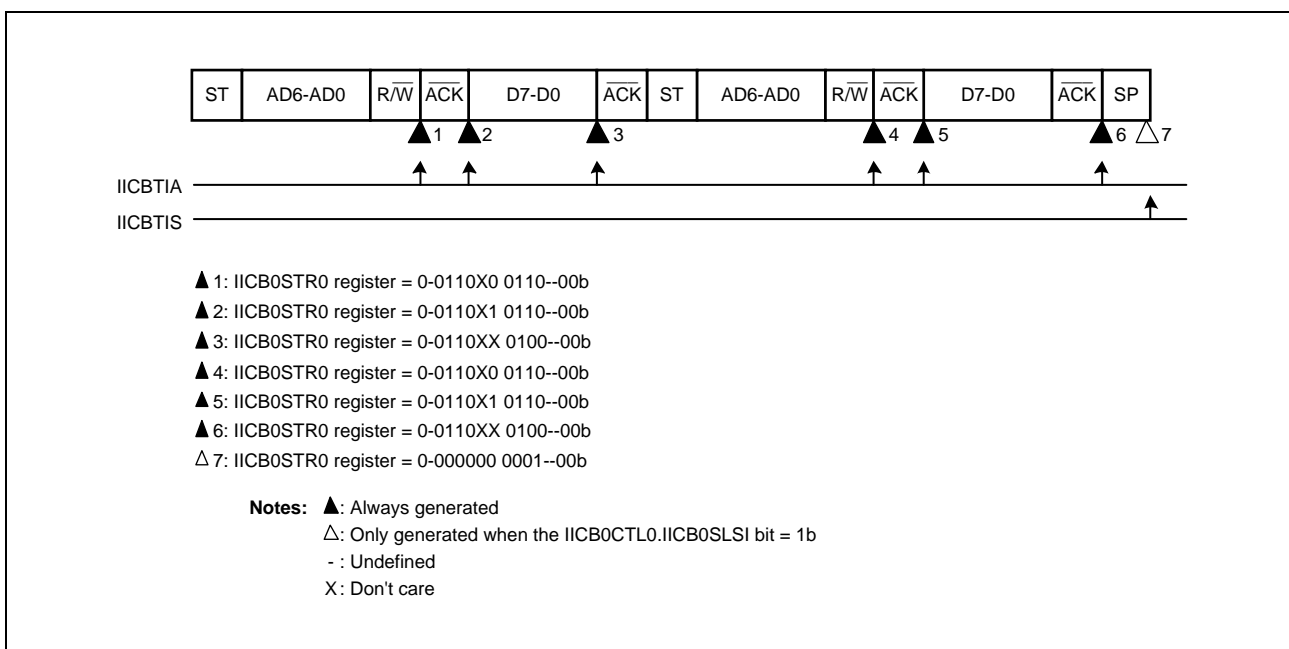 ST AD6-AD0 R/W ACK D7-D0 ACK ST AD6-AD0 R/W ACK D7-D0 ACK SP
▲1 ▲2 ▲3 ▲4 ▲5 ▲6 △7
IICBTIA
IICBTIS
▲1: IICB0STR0 register = 0-0110X0 0110--00b
▲2: IICB0STR0 register = 0-0110X1 0110--00b
▲3: IICB0STR0 register = 0-0110XX 0100--00b
▲4: IICB0STR0 register = 0-0110X0 0110--00b
▲5: IICB0STR0 register = 0-0110X1 0110--00b
▲6: IICB0STR0 register = 0-0110XX 0100--00b
△7: IICB0STR0 register = 0-000000 0001--00b
Notes: ▲: Always generated
△: Only generated when the IICB0CTL0.IICB0SLSI bit = 1b
- : Undefined
X: Don't care